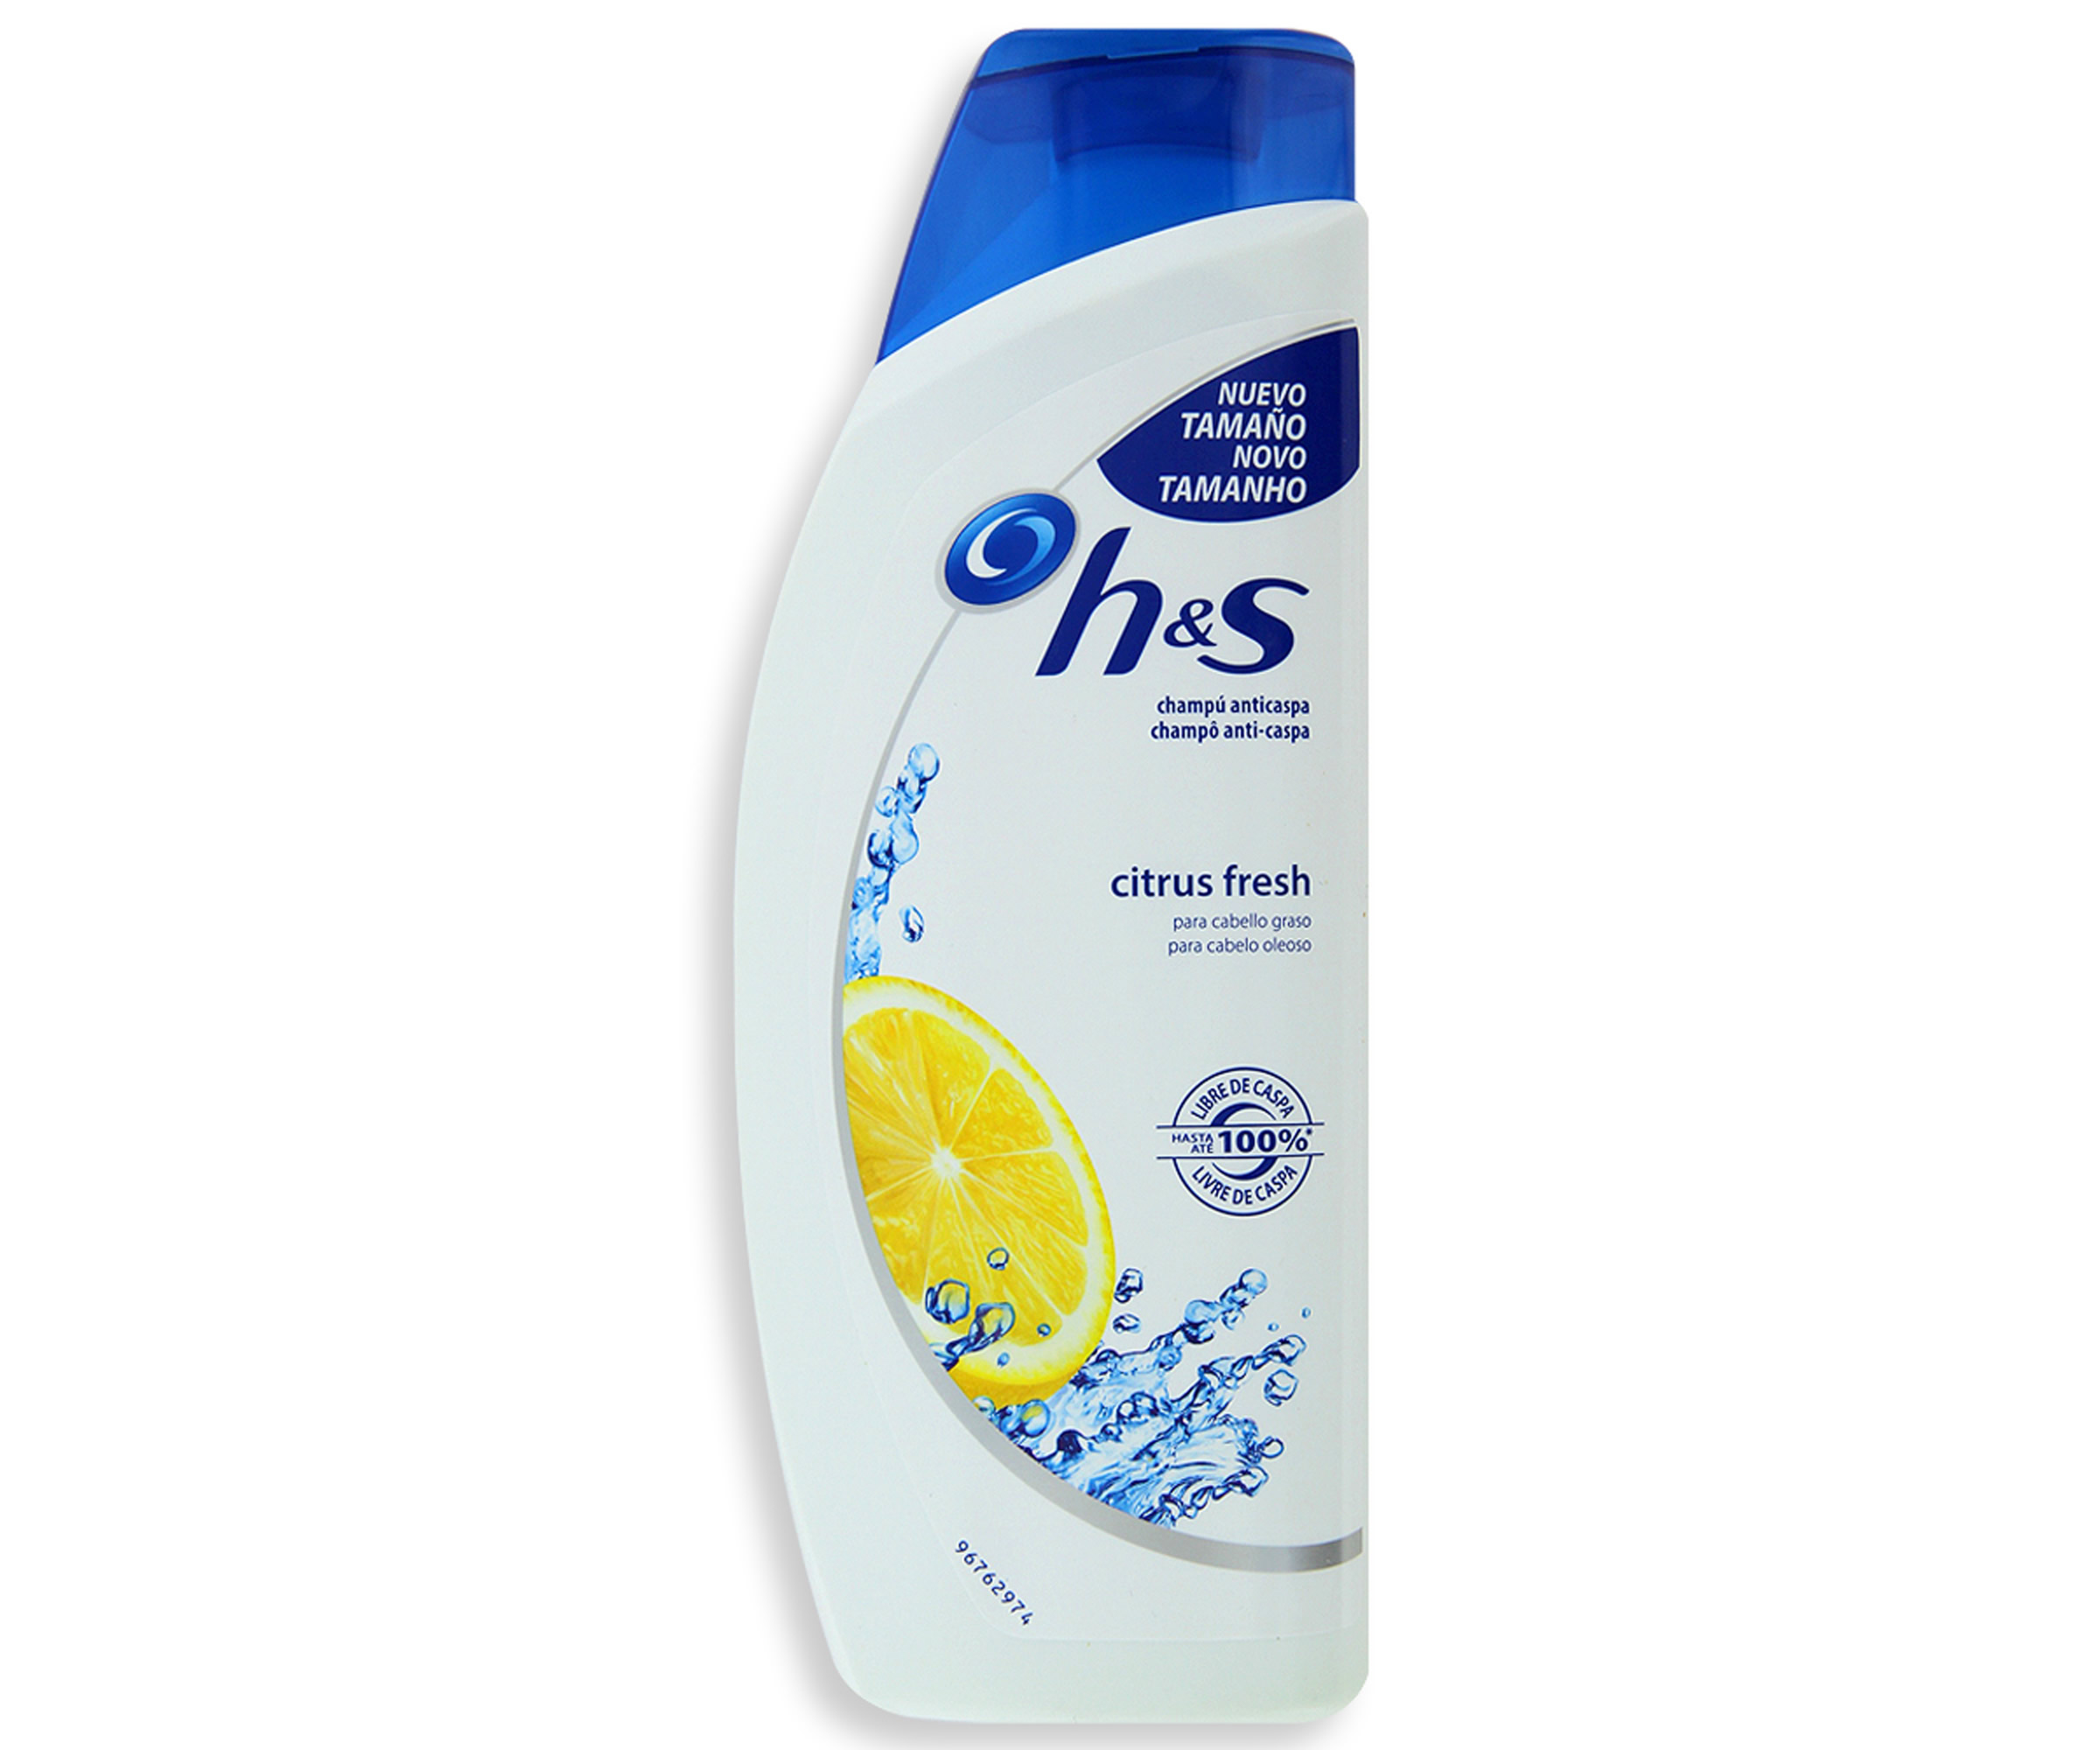 NUEVO
TAMAÑO
NOVO
TAMANHO
h&s
champú anticaspa
champô anti-caspa
citrus fresh
para cabello graso
para cabelo oleoso
LIBRE DE CASPA
HASTA
ATÉ 100%*
LIVRE DE CASPA
96762974